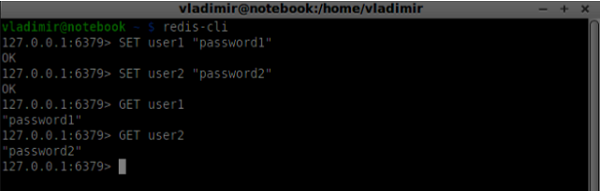 vladimir@notebook:/home/vladimir
vladimir@notebook ~ $ redis-cli
127.0.0.1:6379> SET user1 "password1"
OK
127.0.0.1:6379> SET user2 "password2"
OK
127.0.0.1:6379> GET user1
"password1"
127.0.0.1:6379> GET user2
"password2"
127.0.0.1:6379>